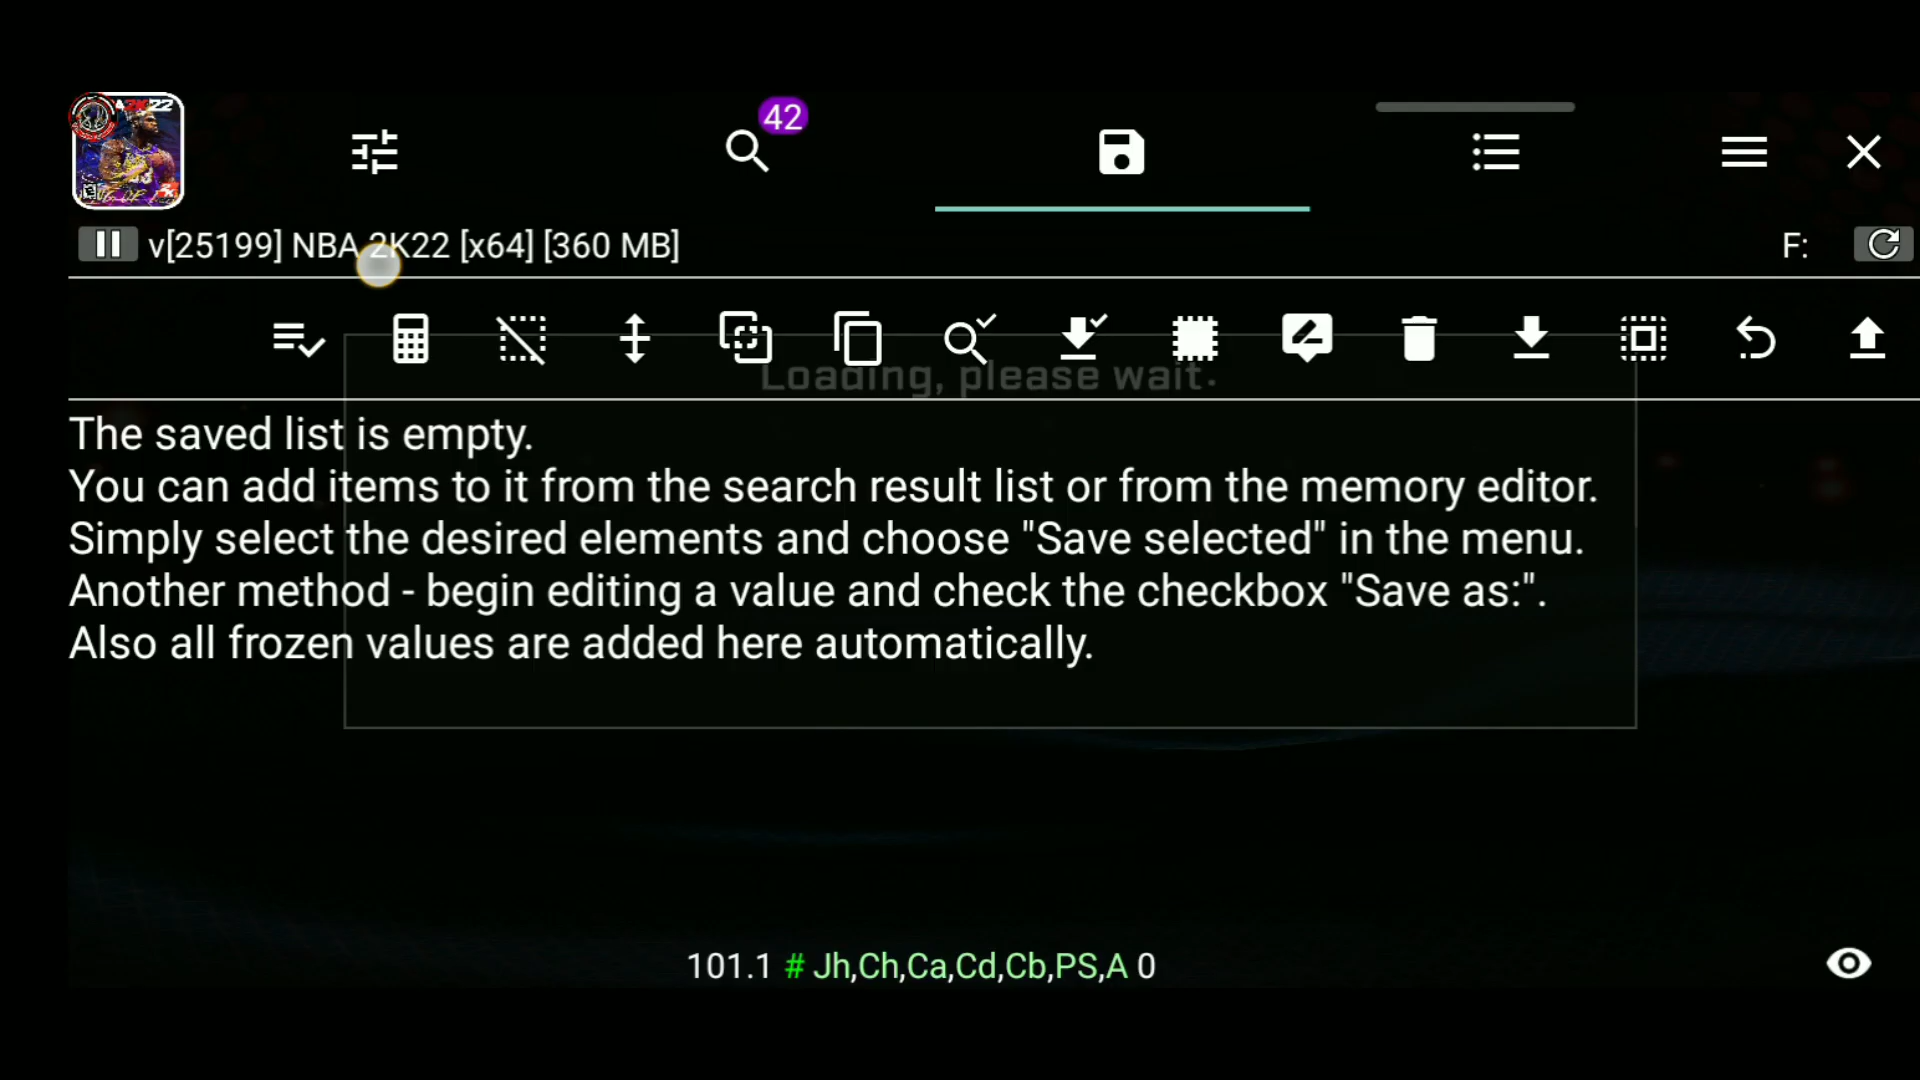 2K22
42
v[25199] NBA 2K22 [x64] [360 MB]
F:
Loading, please wait.
The saved list is empty.
You can add items to it from the search result list or from the memory editor.
Simply select the desired elements and choose "Save selected" in the menu.
Another method - begin editing a value and check the checkbox "Save as:".
Also all frozen values are added here automatically.
101.1 # Jh,Ch,Ca,Cd,Cb,PS,A 0